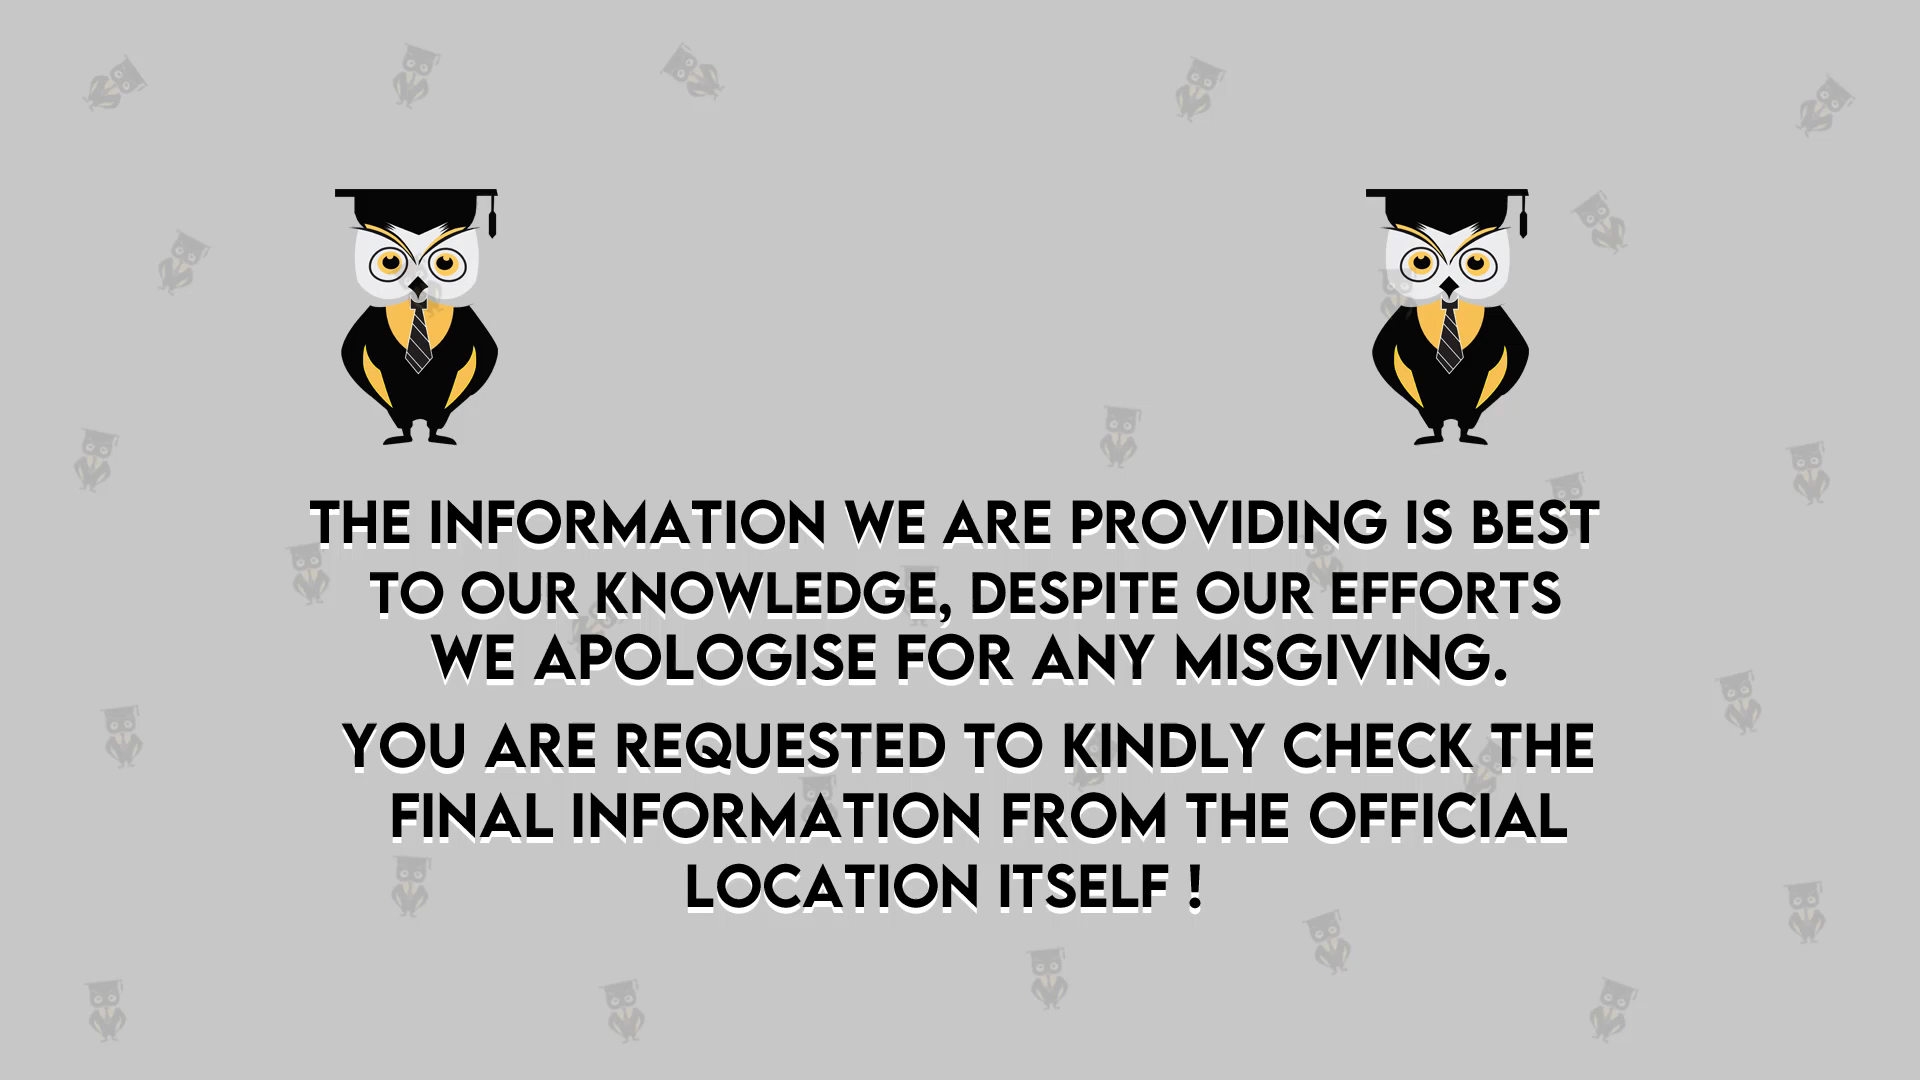 THE INFORMATION WE ARE PROVIDING IS BEST
TO OUR KNOWLEDGE, DESPITE OUR EFFORTS
WE APOLOGISE FOR ANY MISGIVING.
YOU ARE REQUESTED TO KINDLY CHECK THE
FINAL INFORMATION FROM THE OFFICIAL
LOCATION ITSELF !